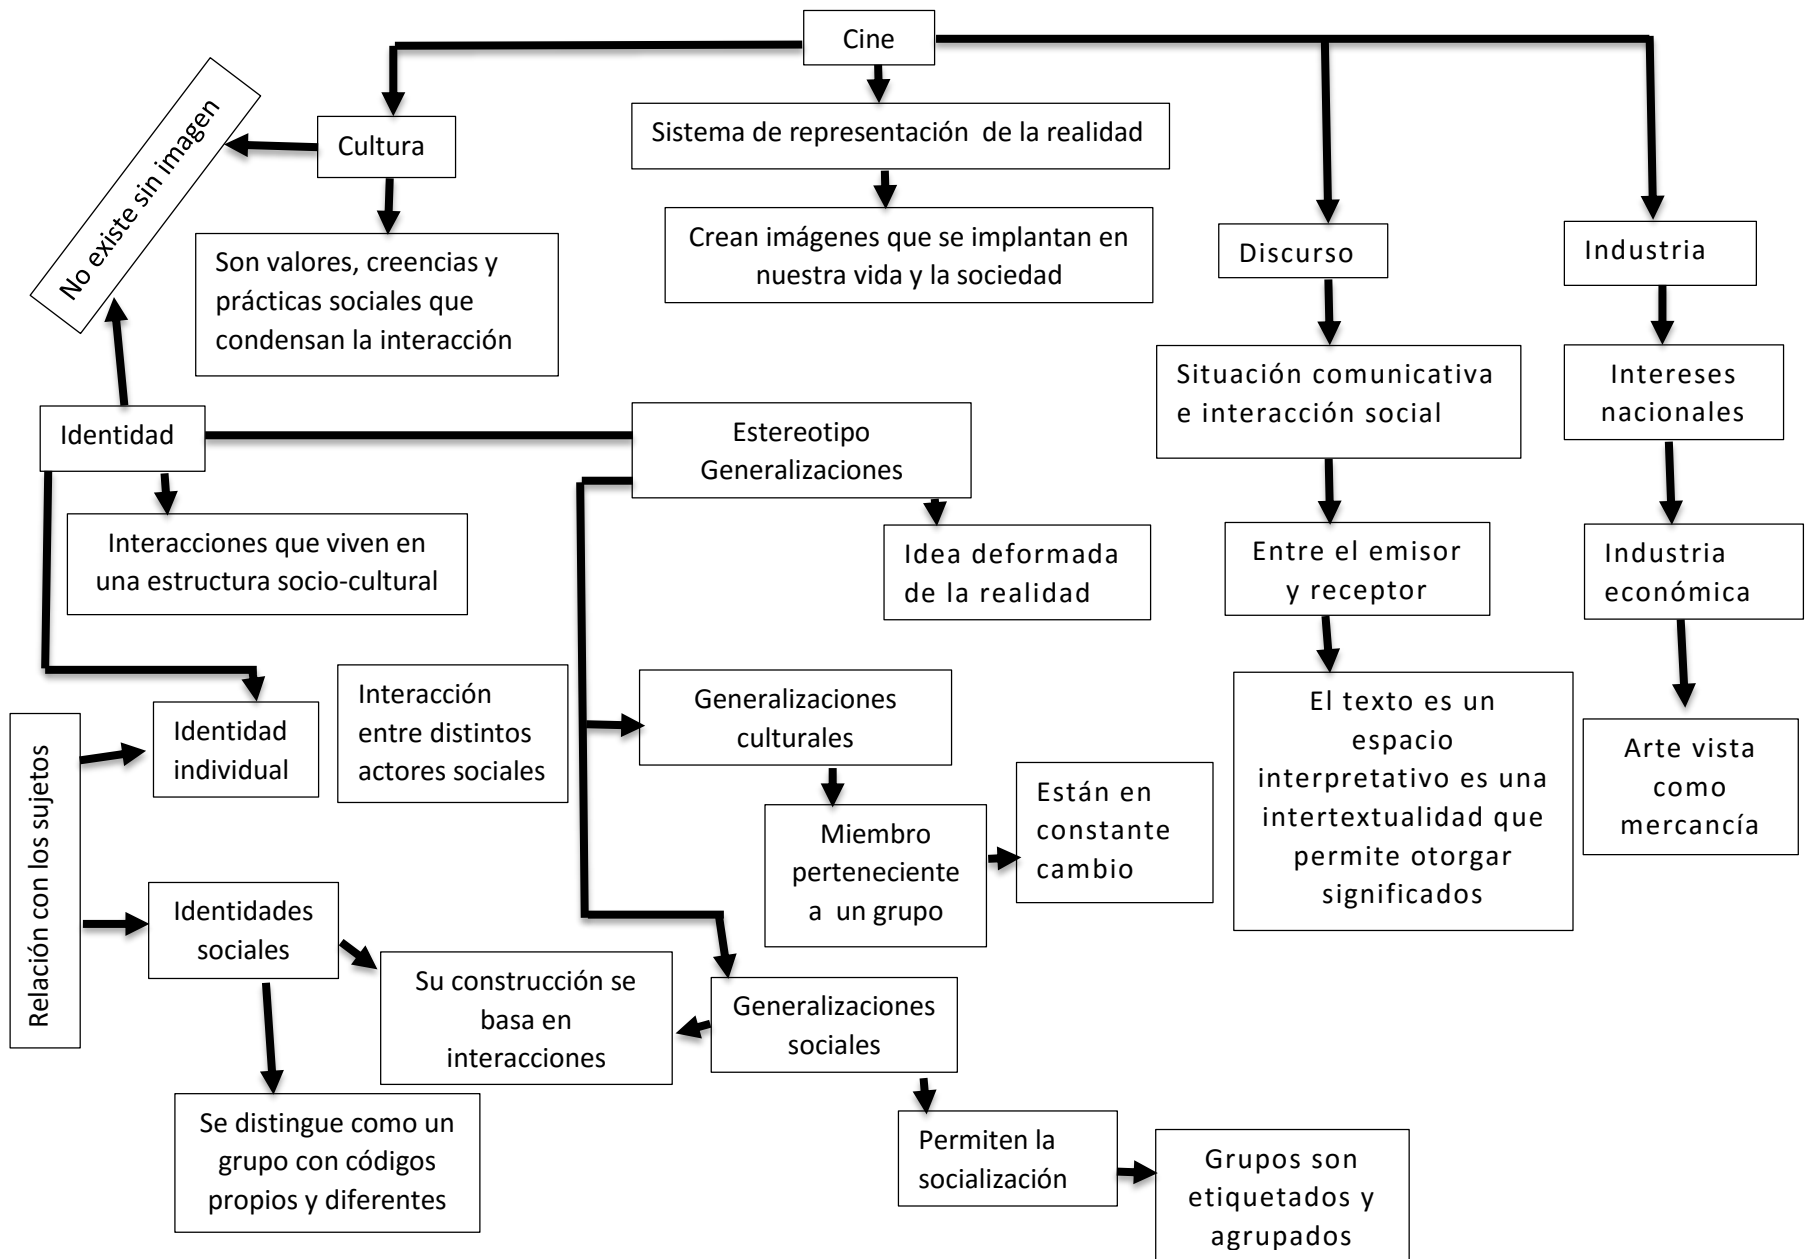 Cine
No existe sin imagen
Cultura
Sistema de representación de la realidad
Son valores, creencias y
prácticas sociales que
condensan la interacción
Crean imágenes que se implantan en
nuestra vida y la sociedad
Discurso
Industria
Situación comunicativa
e interacción social
Intereses
nacionales
Identidad
Estereotipo
Generalizaciones
Interacciones que viven en
una estructura socio-cultural
Idea deformada
de la realidad
Entre el emisor
y receptor
Industria
económica
Relación con los sujetos
Identidad
individual
Interacción
entre distintos
actores sociales
Generalizaciones
culturales
El texto es un
espacio
interpretativo es una
intertextualidad que
permite otorgar
significados
Arte vista
como
mercancía
Miembro
perteneciente
a un grupo
Están en
constante
cambio
Identidades
sociales
Su construcción se
basa en
interacciones
Generalizaciones
sociales
Se distingue como un
grupo con códigos
propios y diferentes
Permiten la
socialización
Grupos son
etiquetados y
agrupados